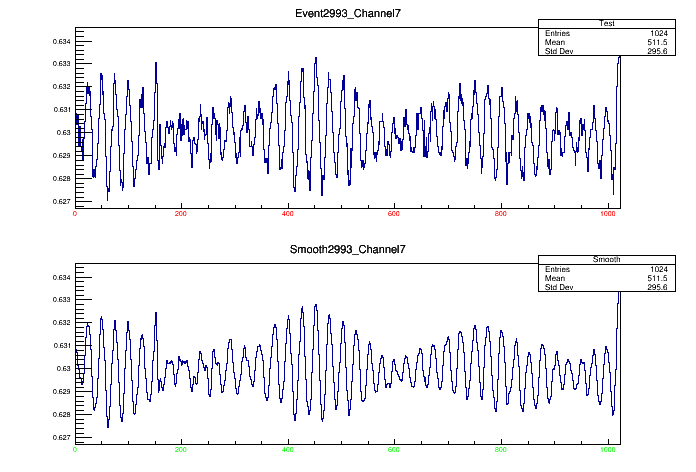 Event2993_Channel7
Test
Entries 1024
Mean 511.5
Std Dev 295.6
0.634
0.633
0.632
0.631
0.63
0.629
0.628
0.627
0 200 400 600 800 1000
Smooth2993_Channel7
Smooth
Entries 1024
Mean 511.5
Std Dev 295.6
0.634
0.633
0.632
0.631
0.63
0.629
0.628
0.627
0 200 400 600 800 1000